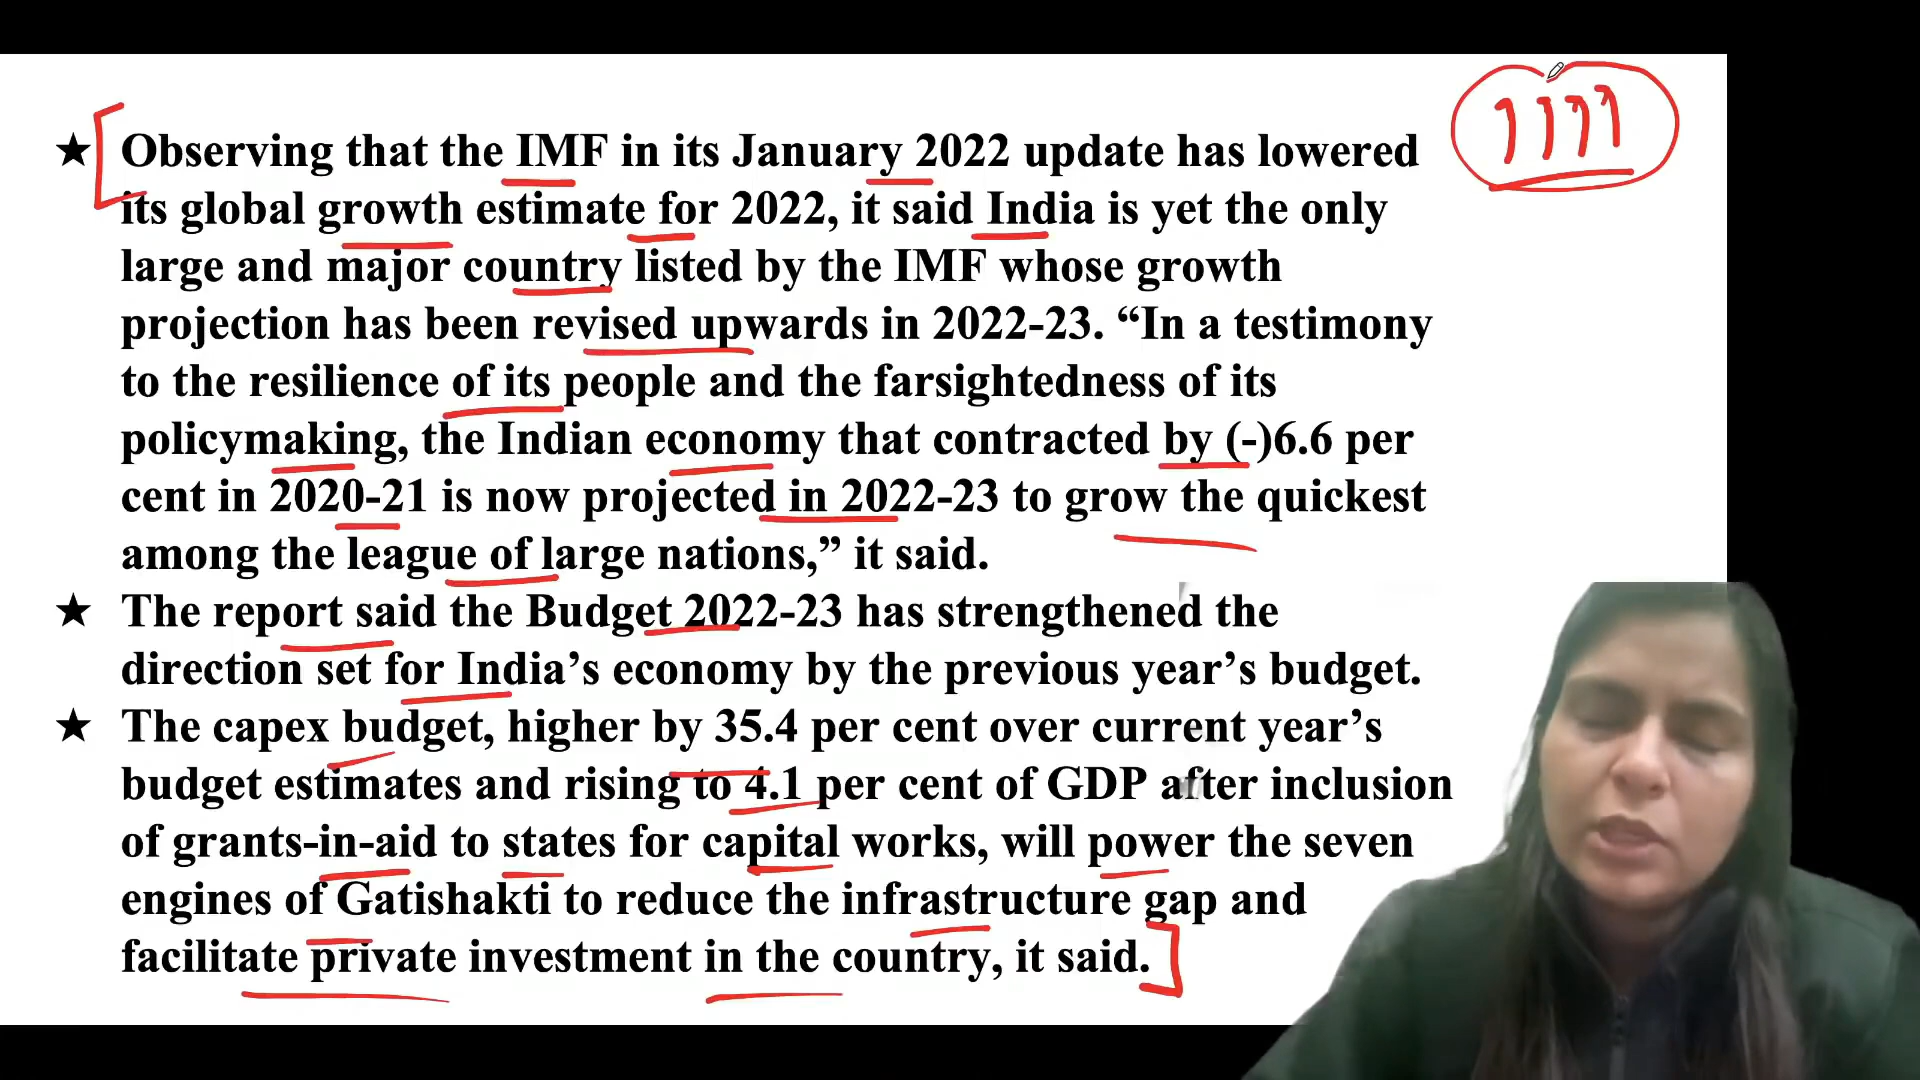 ★ Observing that the IMF in its January 2022 update has lowered
its global growth estimate for 2022, it said India is yet the only
large and major country listed by the IMF whose growth
projection has been revised upwards in 2022-23. “In a testimony
to the resilience of its people and the farsightedness of its
policymaking, the Indian economy that contracted by (-)6.6 per
cent in 2020-21 is now projected in 2022-23 to grow the quickest
among the league of large nations,” it said.
★ The report said the Budget 2022-23 has strengthened the
direction set for India’s economy by the previous year’s budget.
★ The capex budget, higher by 35.4 per cent over current year’s
budget estimates and rising to 4.1 per cent of GDP after inclusion
of grants-in-aid to states for capital works, will power the seven
engines of Gatishakti to reduce the infrastructure gap and
facilitate private investment in the country, it said.